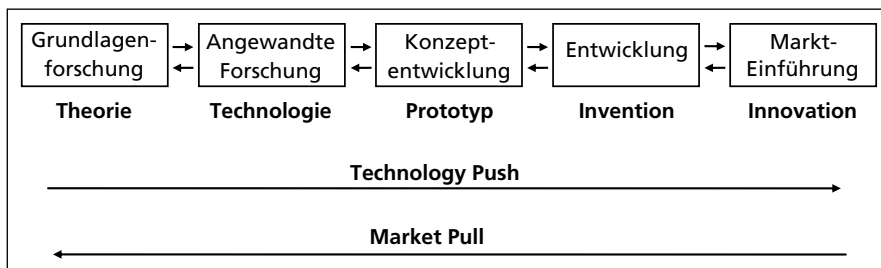 Grundlagen-
forschung
Angewandte
Forschung
Konzept-
entwicklung
Entwicklung
Markt-
Einführung
Theorie
Technologie
Prototyp
Invention
Innovation
Technology Push
Market Pull